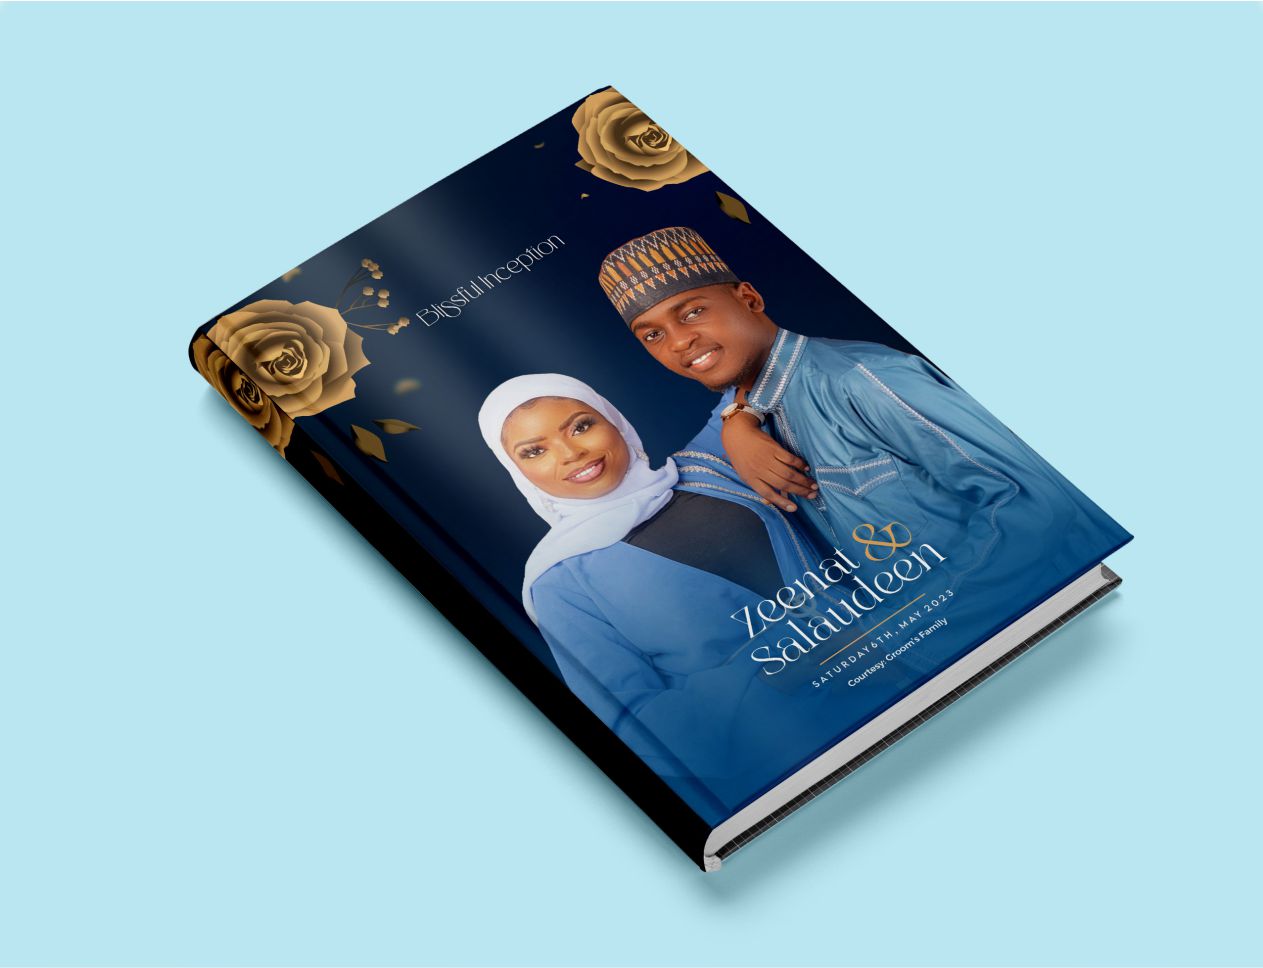 Blissful Inception
Zeenat &
Salaudeen
SATURDAY 6TH, MAY 2023
Courtesy: Groom's Family